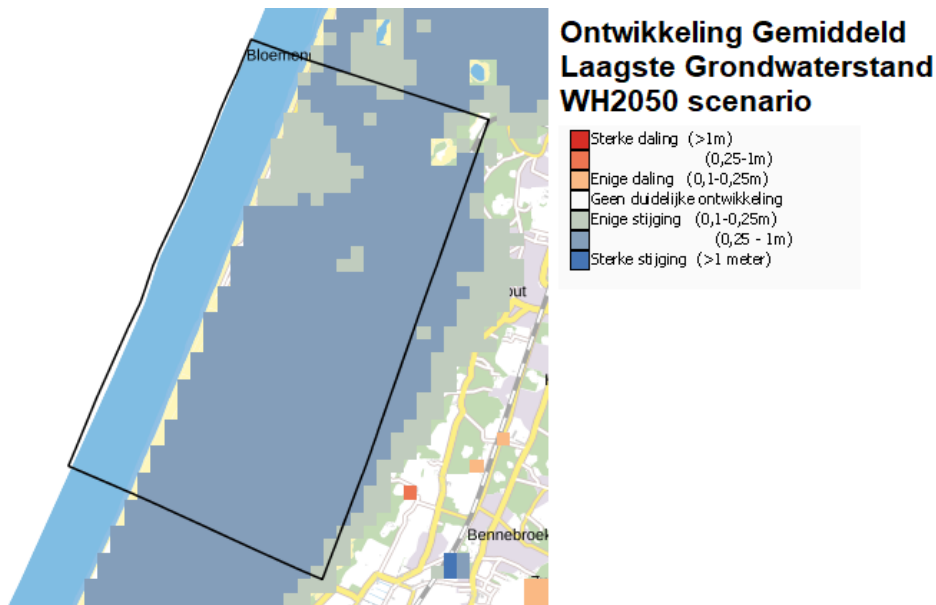 Ontwikkeling Gemiddeld
Laagste Grondwaterstand
WH2050 scenario
Sterke daling (>1m)
(0,25-1m)
Enige daling (0,1-0,25m)
Geen duidelijke ontwikkeling
Enige stijging (0,1-0,25m)
(0,25 - 1m)
Sterke stijging (>1 meter)
Bloemen
out
Bennebroek